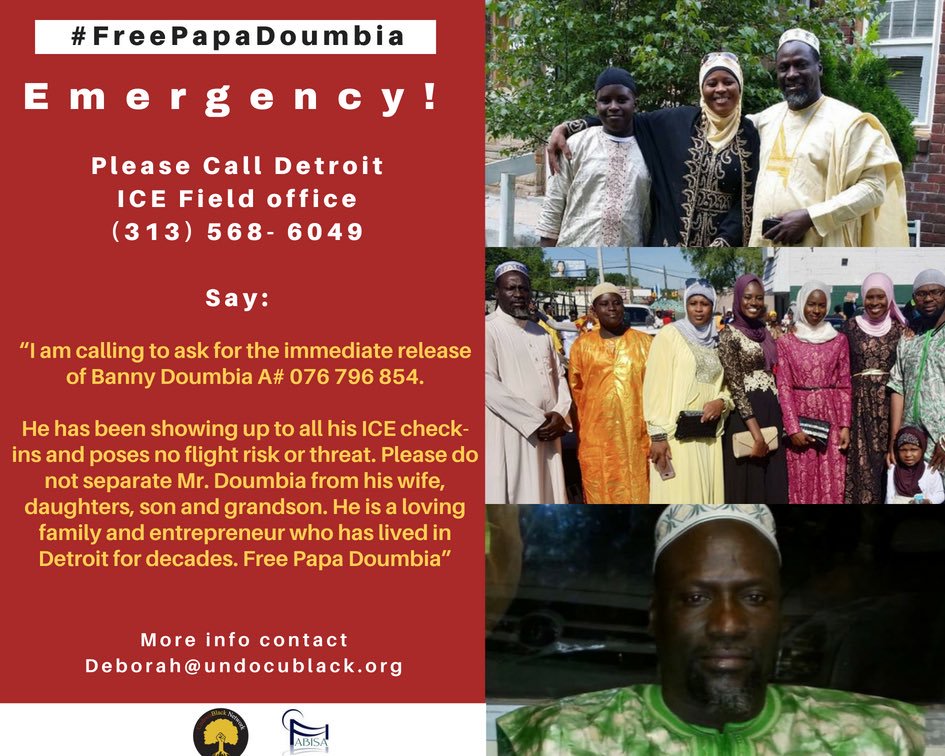 #FreePapaDoumbia
Emergency!
Please Call Detroit
ICE Field office
(313) 568- 6049
Say:
"I am calling to ask for the immediate release
of Banny Doumbia A# 076 796 854.
He has been showing up to all his ICE check-
ins and poses no flight risk or threat. Please do
not separate Mr. Doumbia from his wife,
daughters, son and grandson. He is a loving
family and entrepreneur who has lived in
Detroit for decades. Free Papa Doumbia”
More info contact
Deborah@undocublack.org
Black Network
ABISA